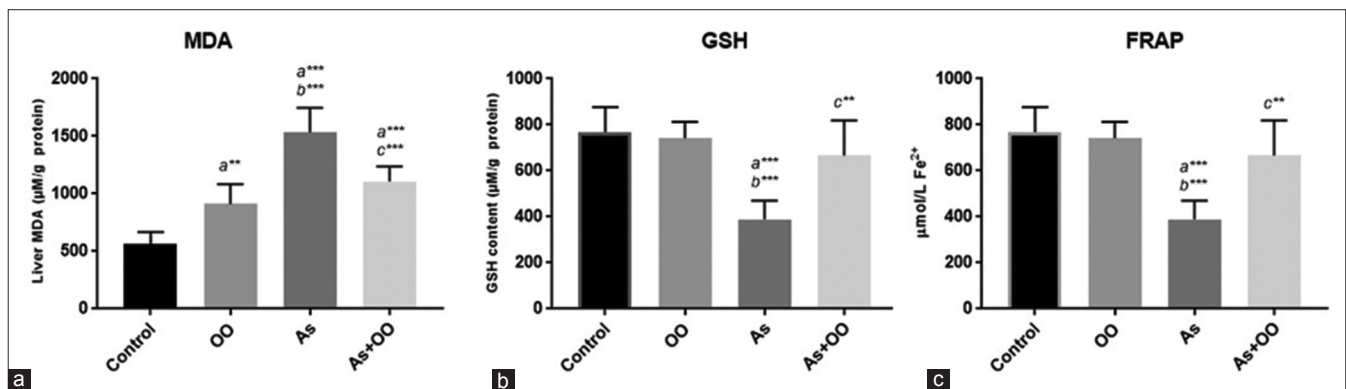 MDA
Liver MDA (µM/g protein)
2000
1500
1000
500
0
a**
a***
b***
a***
c***
Control
OO
As
As+OO
a
GSH
GSH content (µM/g protein)
1000
800
600
400
200
0
a***
b***
c**
Control
OO
As
As+OO
b
FRAP
µmol/L Fe²⁺
1000
800
600
400
200
0
a***
b***
c**
Control
OO
As
As+OO
c